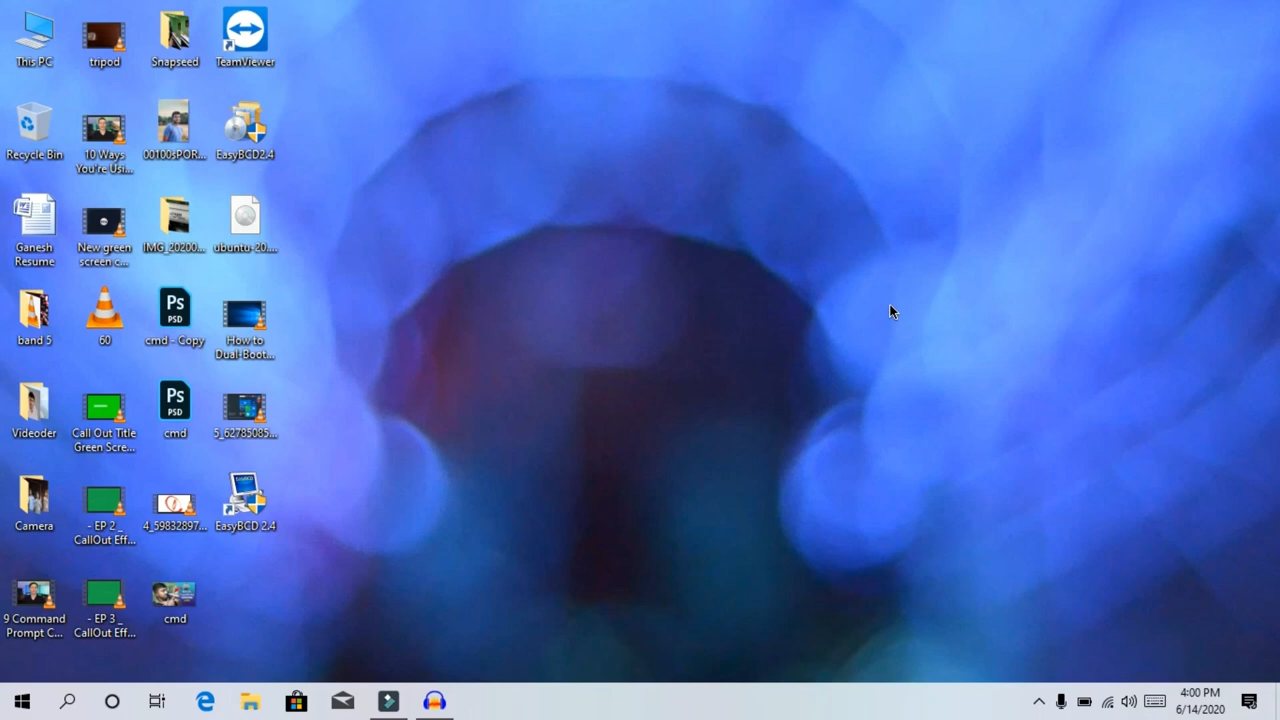 This PC
tripod
Snapseed
TeamViewer
Recycle Bin
10 Ways
You're Usi...
00100sPOR...
EasyBCD2.4
Ganesh
Resume
New green
screen c...
IMG_20200...
ubuntu-20....
band 5
60
Ps
PSD
cmd - Copy
How to
Dual-Boot...
Videoder
Call Out Title
Green Scre...
Ps
PSD
cmd
5_62785085...
Camera
- EP 2 _
CallOut Eff...
4_59832897...
EasyBCD 2.4
9 Command
Prompt C...
- EP 3 _
CallOut Eff...
cmd
4:00 PM
6/14/2020